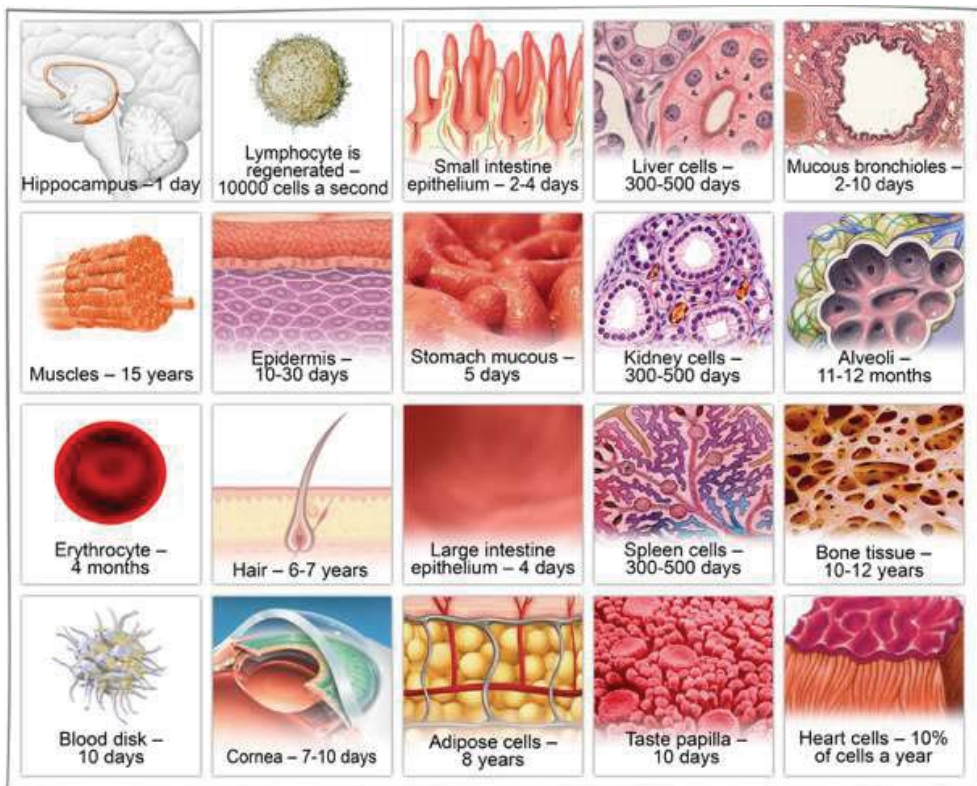 Hippocampus – 1 day
Lymphocyte is
regenerated –
10000 cells a second
Small intestine
epithelium – 2-4 days
Liver cells –
300-500 days
Mucous bronchioles –
2-10 days
Muscles – 15 years
Epidermis –
10-30 days
Stomach mucous –
5 days
Kidney cells –
300-500 days
Alveoli –
11-12 months
Erythrocyte –
4 months
Hair – 6-7 years
Large intestine
epithelium – 4 days
Spleen cells –
300-500 days
Bone tissue –
10-12 years
Blood disk –
10 days
Cornea – 7-10 days
Adipose cells –
8 years
Taste papilla –
10 days
Heart cells – 10%
of cells a year